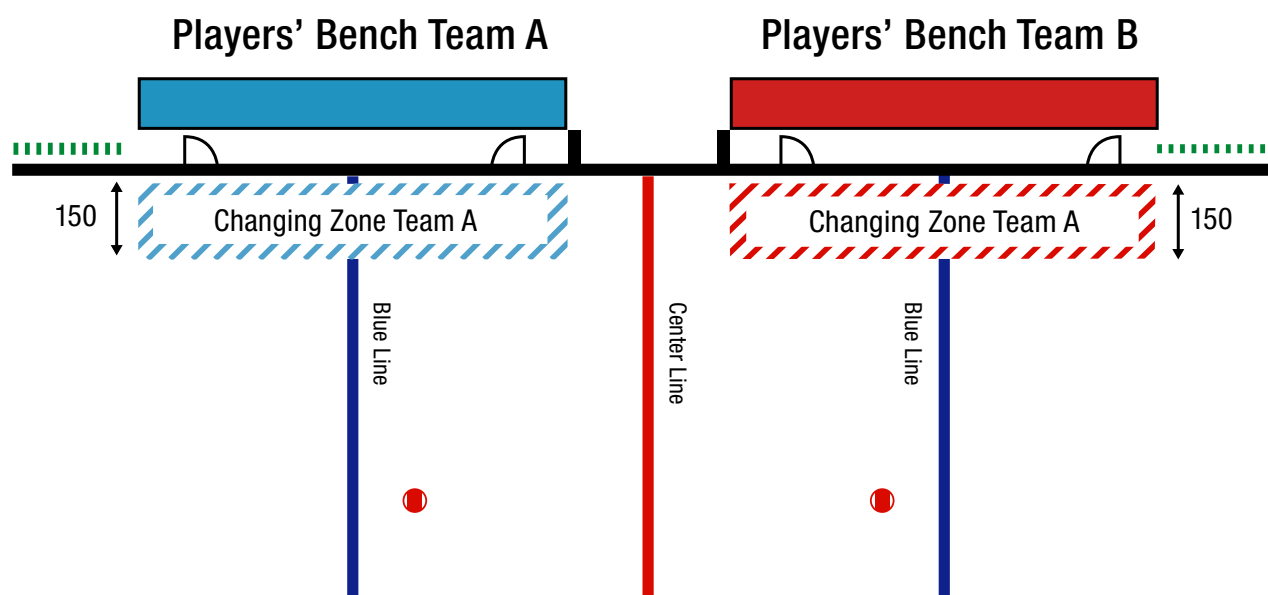 Players’ Bench Team A
Players’ Bench Team B
150
Changing Zone Team A
Changing Zone Team A
150
Blue Line
Center Line
Blue Line